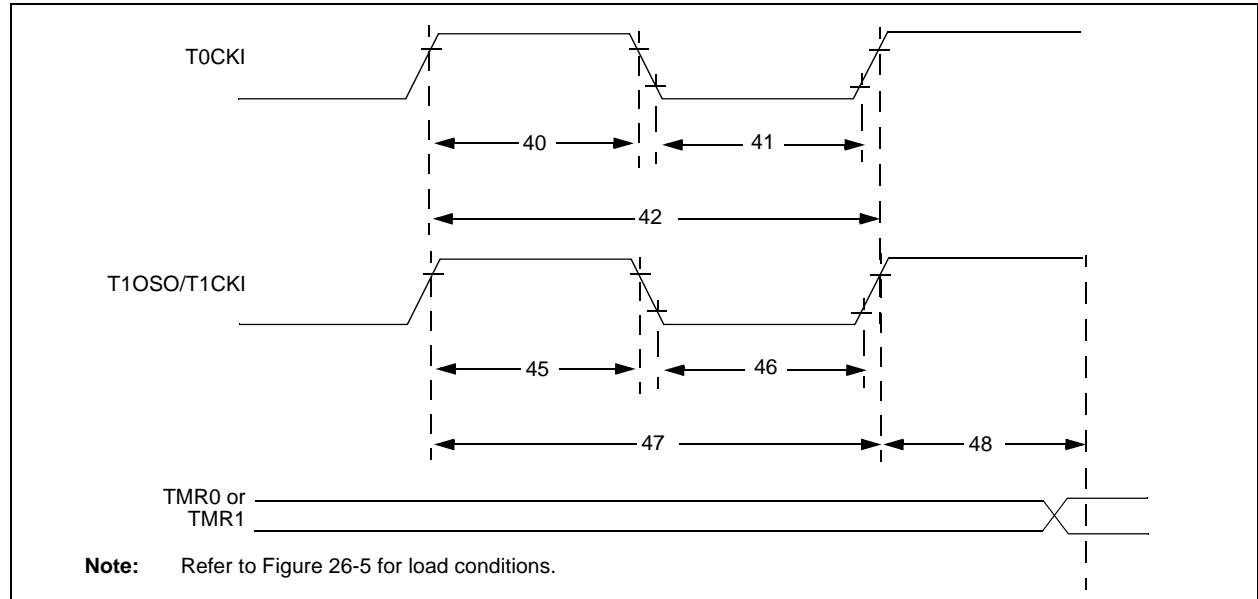 T0CKI
40
41
42
T1OSO/T1CKI
45
46
47
48
TMR0 or
TMR1
Note: Refer to Figure 26-5 for load conditions.